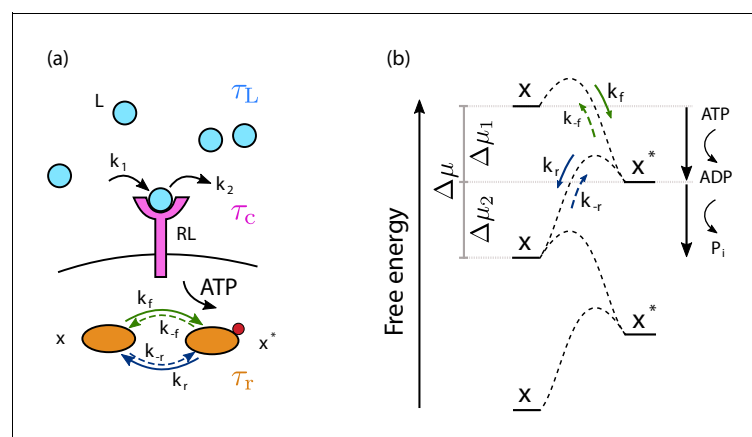 (a)
L
τL
k1
k2
τc
RL
ATP
kf
k-f
x
x*
k-r
kr
τr
(b)
Free energy
Δμ
Δμ1
Δμ2
x
kf
k-f
ATP
kr
k-r
x*
ADP
x
Pi
x*
x